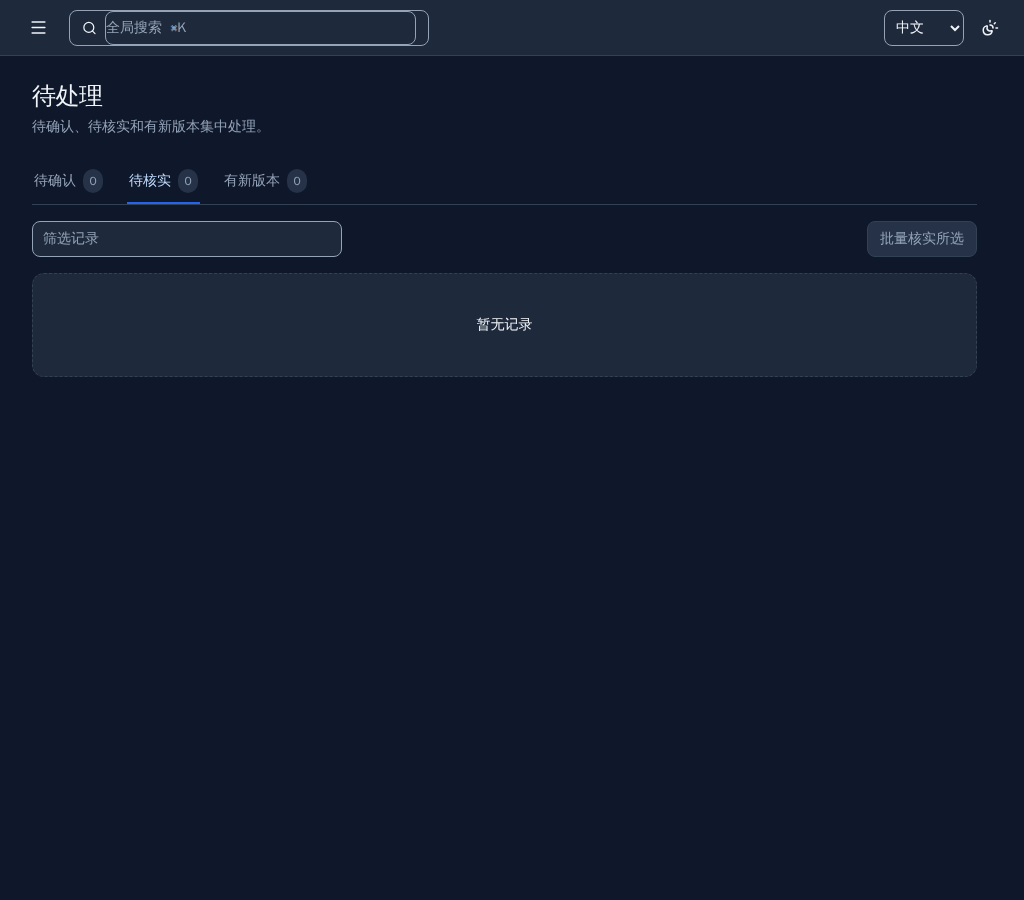 全局搜索 ⌘K
中文
待处理
待确认、待核实和有新版本集中处理。
待确认 0 待核实 0 有新版本 0
筛选记录
批量核实所选
暂无记录